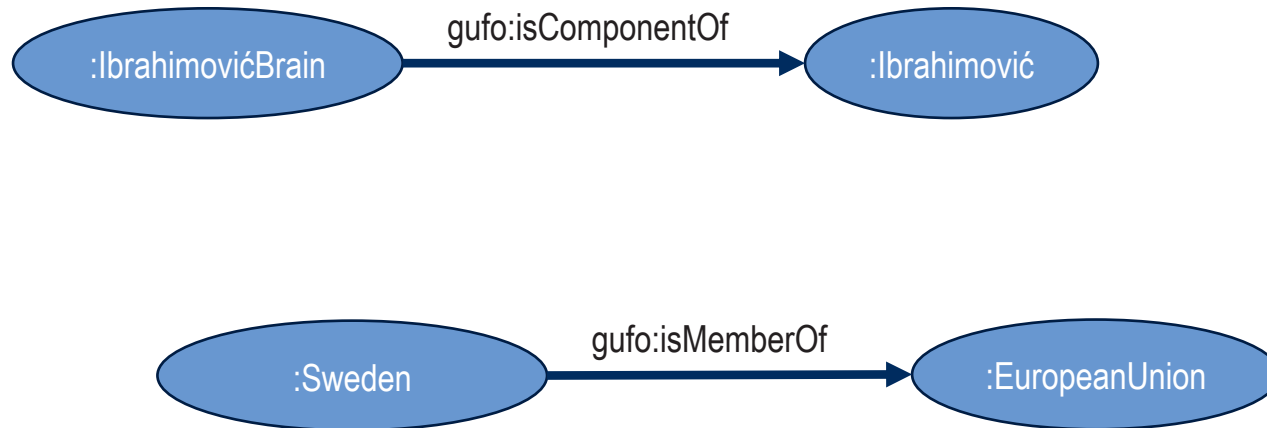 gufo:isComponentOf
:IbrahimovićBrain
:Ibrahimović
gufo:isMemberOf
:Sweden
:EuropeanUnion